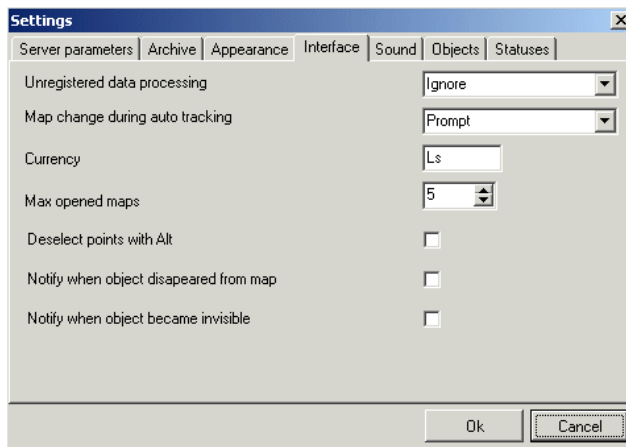 Settings
Server parameters Archive Appearance Interface Sound Objects Statuses
Unregistered data processing Ignore
Map change during auto tracking Prompt
Currency Ls
Max opened maps 5
Deselect points with Alt
Notify when object disapeared from map
Notify when object became invisible
Ok Cancel